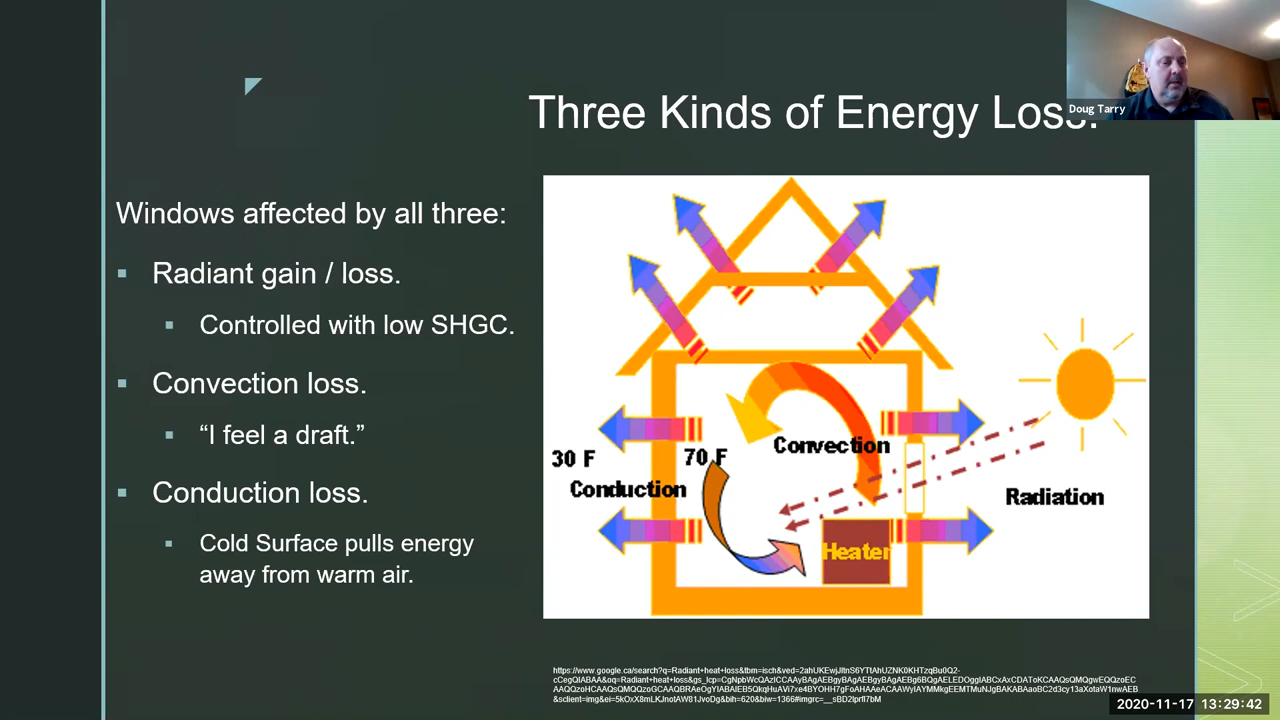 Doug Tarry
Three Kinds of Energy Loss.
Windows affected by all three:
Radiant gain / loss.
Controlled with low SHGC.
Convection loss.
“I feel a draft.”
Conduction loss.
Cold Surface pulls energy
away from warm air.
Convection
30 F
70 F
Conduction
Radiation
Heater
2020-11-17 13:29:42